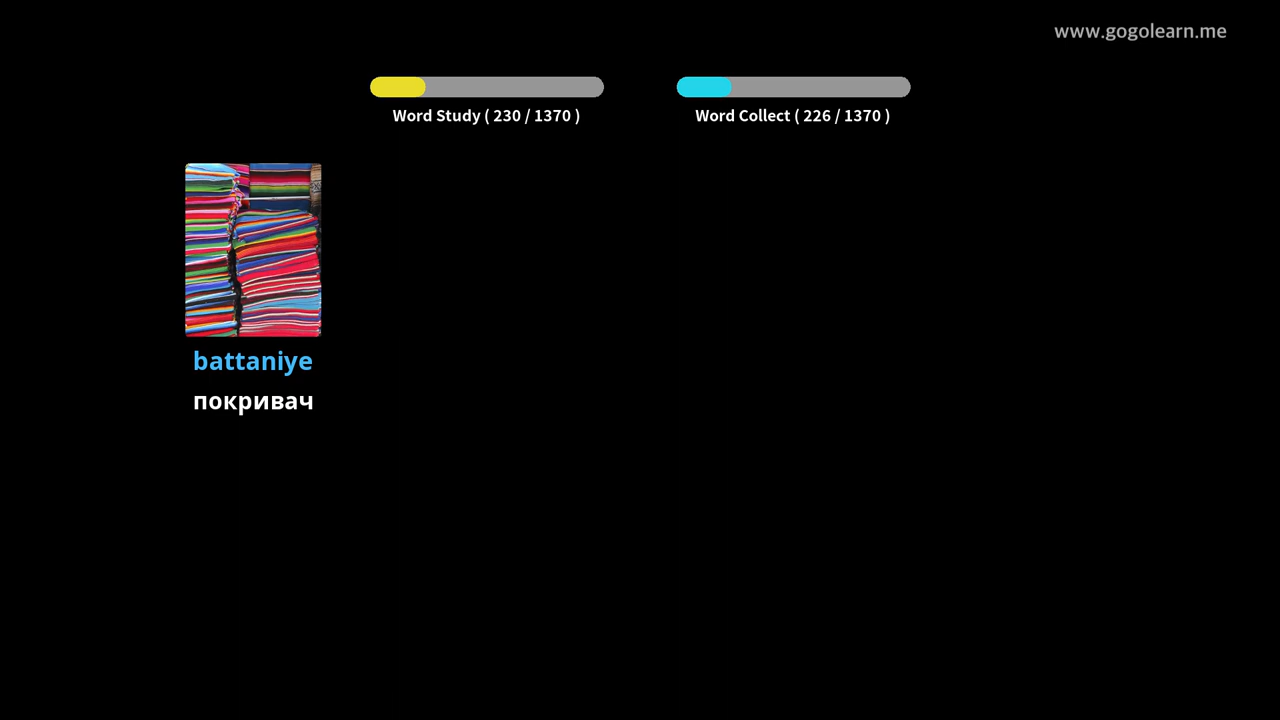 www.gogolearn.me
Word Study ( 230 / 1370 )
Word Collect ( 226 / 1370 )
battaniye
покривач